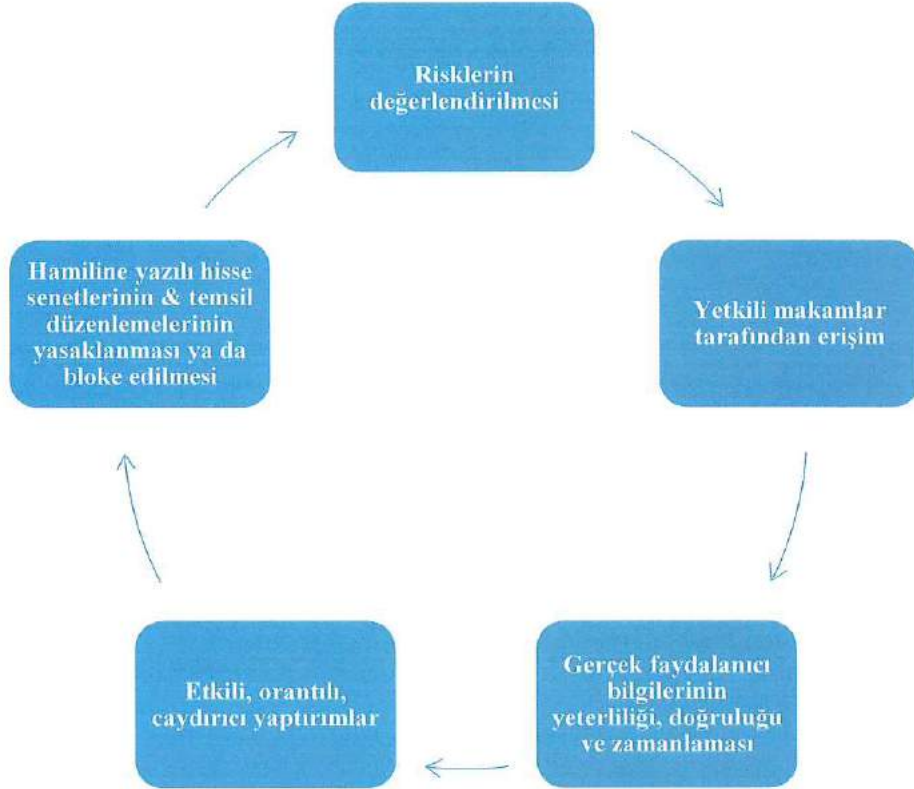 Risklerin
değerlendirilmesi
Yetkili makamlar
tarafından erişim
Gerçek faydalanıcı
bilgilerinin
yeterliliği, doğruluğu
ve zamanlaması
Etkili, orantılı,
caydırıcı yaptırımlar
Hamiline yazılı hisse
senetlerinin & temsil
düzenlemelerinin
yasaklanması ya da
bloke edilmesi